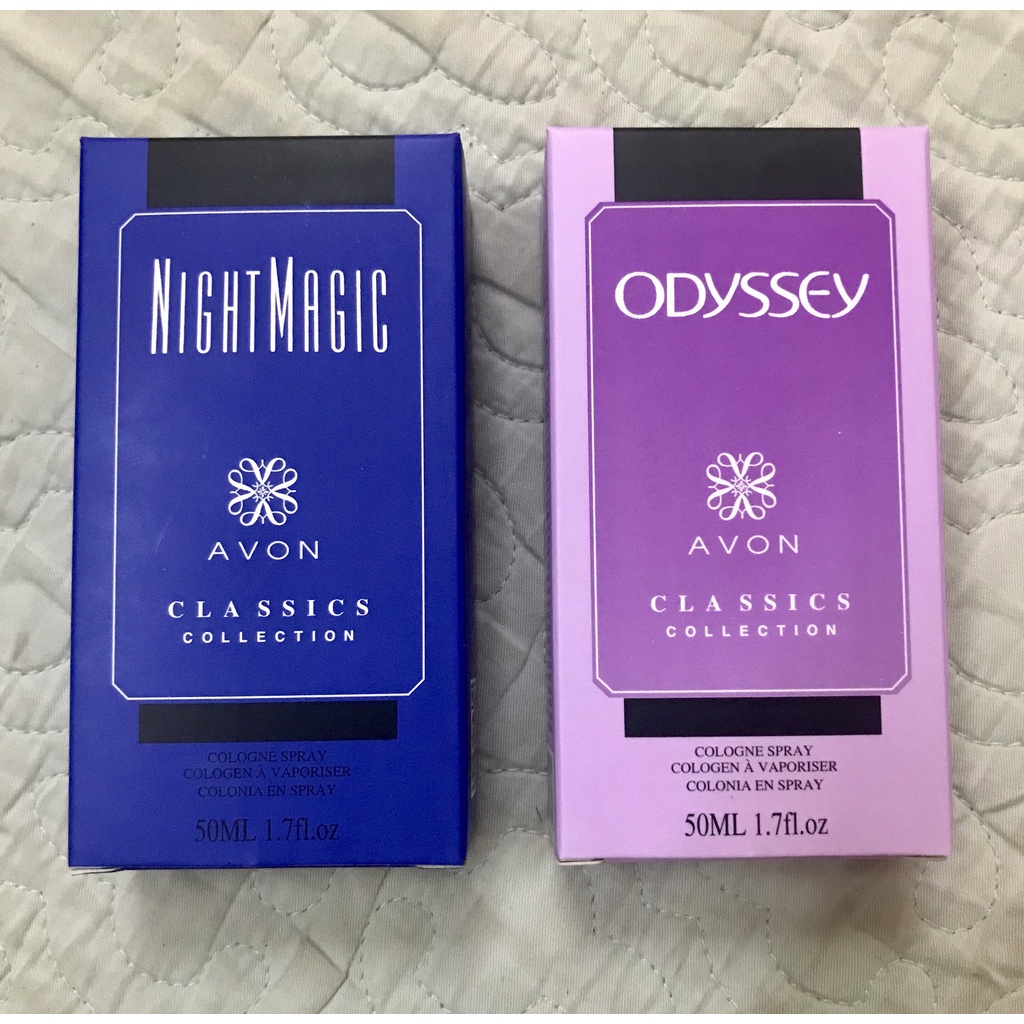 NIGHTMAGIC
AVON
CLASSICS
COLLECTION
COLOGNE SPRAY
COLOGEN À VAPORISER
COLONIA EN SPRAY
50ML 1.7fl.oz
ODYSSEY
AVON
CLASSICS
COLLECTION
COLOGNE SPRAY
COLOGEN À VAPORISER
COLONIA EN SPRAY
50ML 1.7fl.oz